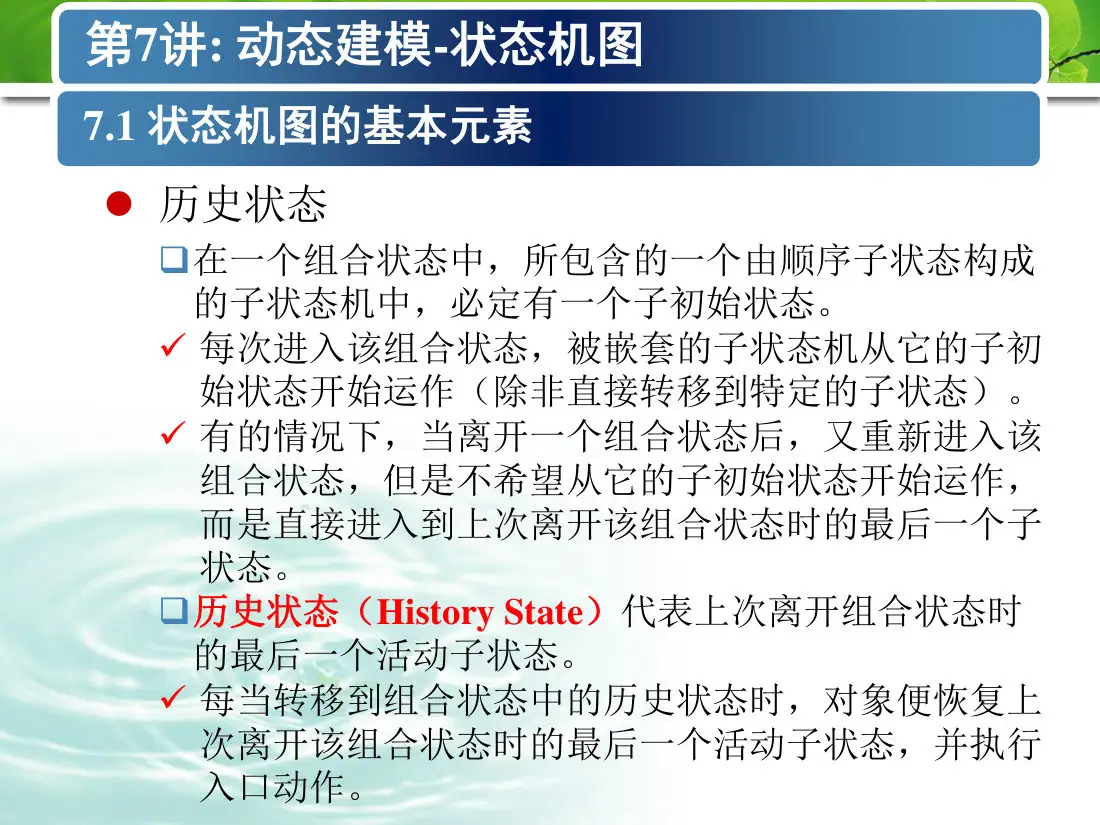 第7讲: 动态建模-状态机图
7.1 状态机图的基本元素
历史状态
在一个组合状态中，所包含的一个由顺序子状态构成
的子状态机中，必定有一个子初始状态。
每次进入该组合状态，被嵌套的子状态机从它的子初
始状态开始运作（除非直接转移到特定的子状态）。
有的情况下，当离开一个组合状态后，又重新进入该
组合状态，但是不希望从它的子初始状态开始运作，
而是直接进入到上次离开该组合状态时的最后一个子
状态。
历史状态（History State）代表上次离开组合状态时
的最后一个活动子状态。
每当转移到组合状态中的历史状态时，对象便恢复上
次离开该组合状态时的最后一个活动子状态，并执行
入口动作。